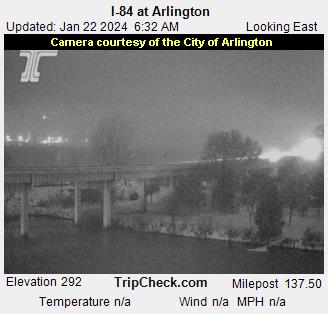 I-84 at Arlington
Updated: Jan 22 2024 6:32 AM Looking East
Camera courtesy of the City of Arlington
Elevation 292 TripCheck.com Milepost 137.50
Temperature n/a Wind n/a MPH n/a